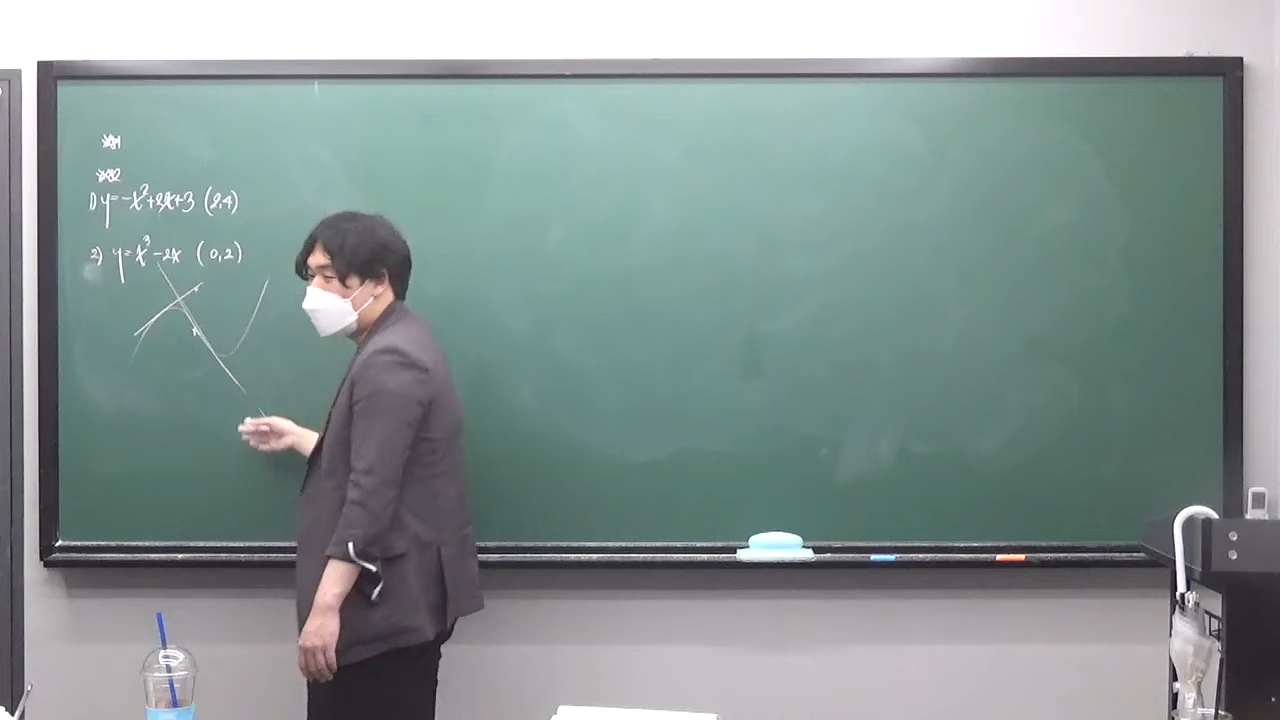 1) y=-x²+2x+3 (2,4)
2) y=x³-2x (0,2)